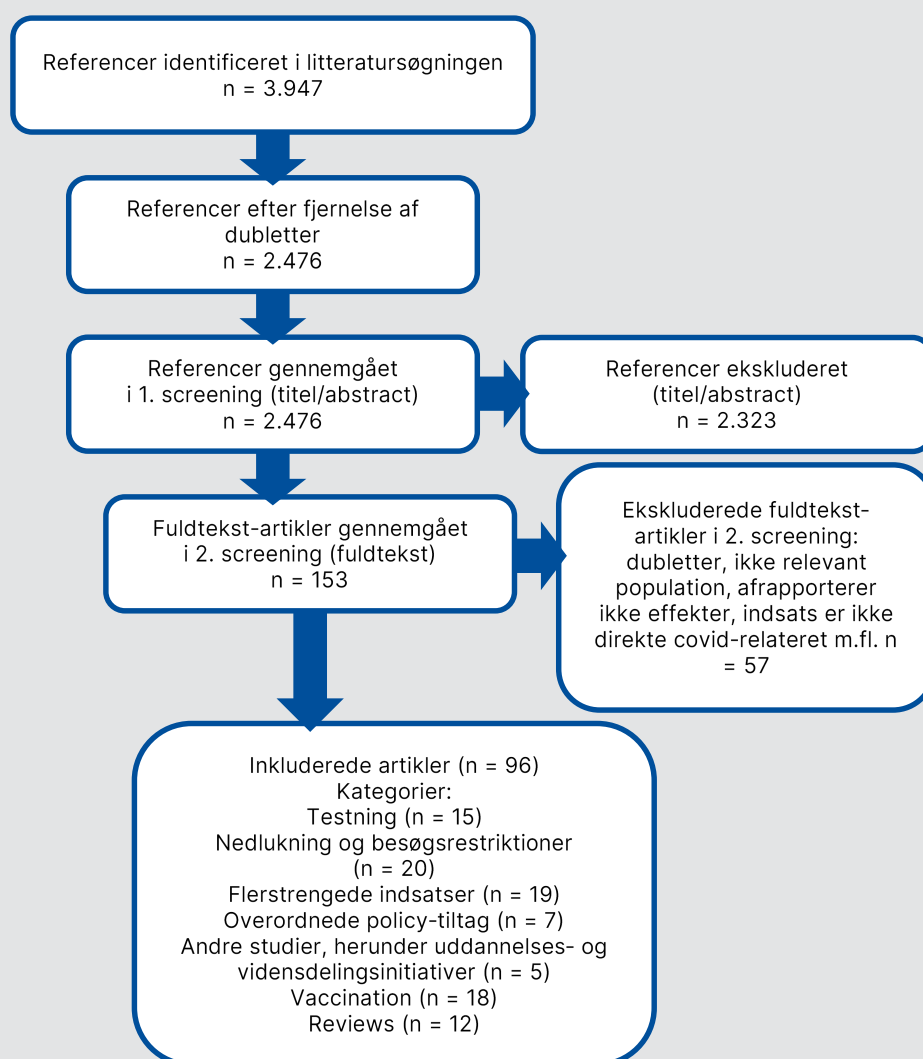 Referencer identificeret i litteratursøgningen
n = 3.947
Referencer efter fjernelse af
dubletter
n = 2.476
Referencer gennemgået
i 1. screening (titel/abstract)
n = 2.476
Referencer ekskluderet
(titel/abstract)
n = 2.323
Fuldtekst-artikler gennemgået
i 2. screening (fuldtekst)
n = 153
Ekskluderede fuldtekst-
artikler i 2. screening:
dubletter, ikke relevant
population, afrapporterer
ikke effekter, indsats er ikke
direkte covid-relateret m.fl. n
= 57
Inkluderede artikler (n = 96)
Kategorier:
Testning (n = 15)
Nedlukning og besøgsrestriktioner
(n = 20)
Flerstrengede indsatser (n = 19)
Overordnede policy-tiltag (n = 7)
Andre studier, herunder uddannelses- og
vidensdelingsinitiativer (n = 5)
Vaccination (n = 18)
Reviews (n = 12)